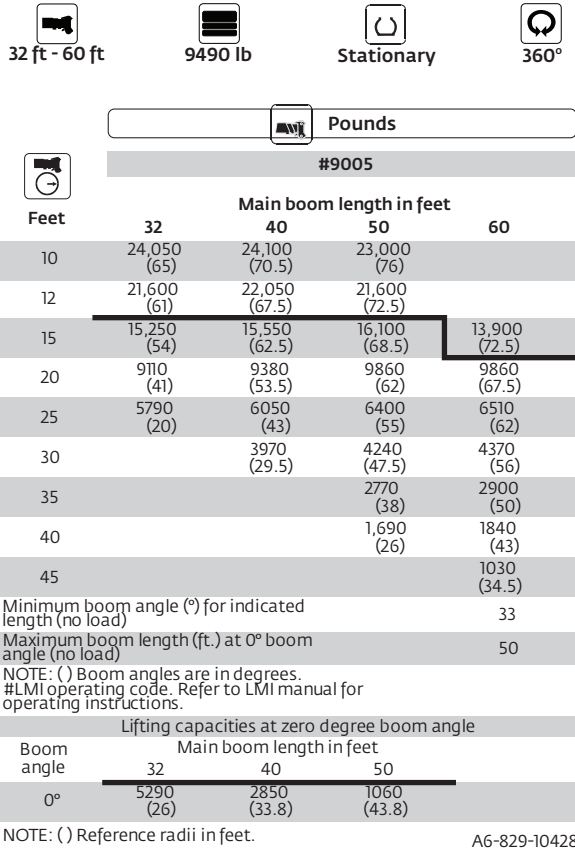 32 ft - 60 ft 9490 lb Stationary 360°
Pounds
#9005
Main boom length in feet
Feet 32 40 50 60
10 24,050 (65) 24,100 (70.5) 23,000 (76)
12 21,600 (61) 22,050 (67.5) 21,600 (72.5)
15 15,250 (54) 15,550 (62.5) 16,100 (68.5) 13,900 (72.5)
20 9110 (41) 9380 (53.5) 9860 (62) 9860 (67.5)
25 5790 (20) 6050 (43) 6400 (55) 6510 (62)
30 3970 (29.5) 4240 (47.5) 4370 (56)
35 2770 (38) 2900 (50)
40 1,690 (26) 1840 (43)
45 1030 (34.5)
Minimum boom angle (°) for indicated
length (no load) 33
Maximum boom length (ft.) at 0° boom
angle (no load) 50
NOTE: ( ) Boom angles are in degrees.
#LMI operating code. Refer to LMI manual for
operating instructions.
Lifting capacities at zero degree boom angle
Boom angle Main boom length in feet
32 40 50
0° 5290 (26) 2850 (33.8) 1060 (43.8)
NOTE: ( ) Reference radii in feet. A6-829-10428